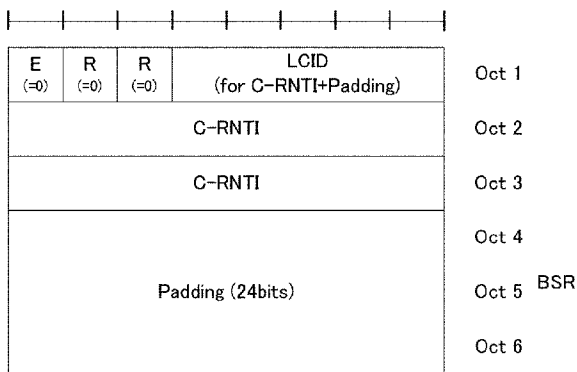 E R R LCID
(=0) (=0) (=0) (for C-RNTI+Padding) Oct 1
C-RNTI Oct 2
C-RNTI Oct 3
Oct 4
Padding (24bits) Oct 5 BSR
Oct 6